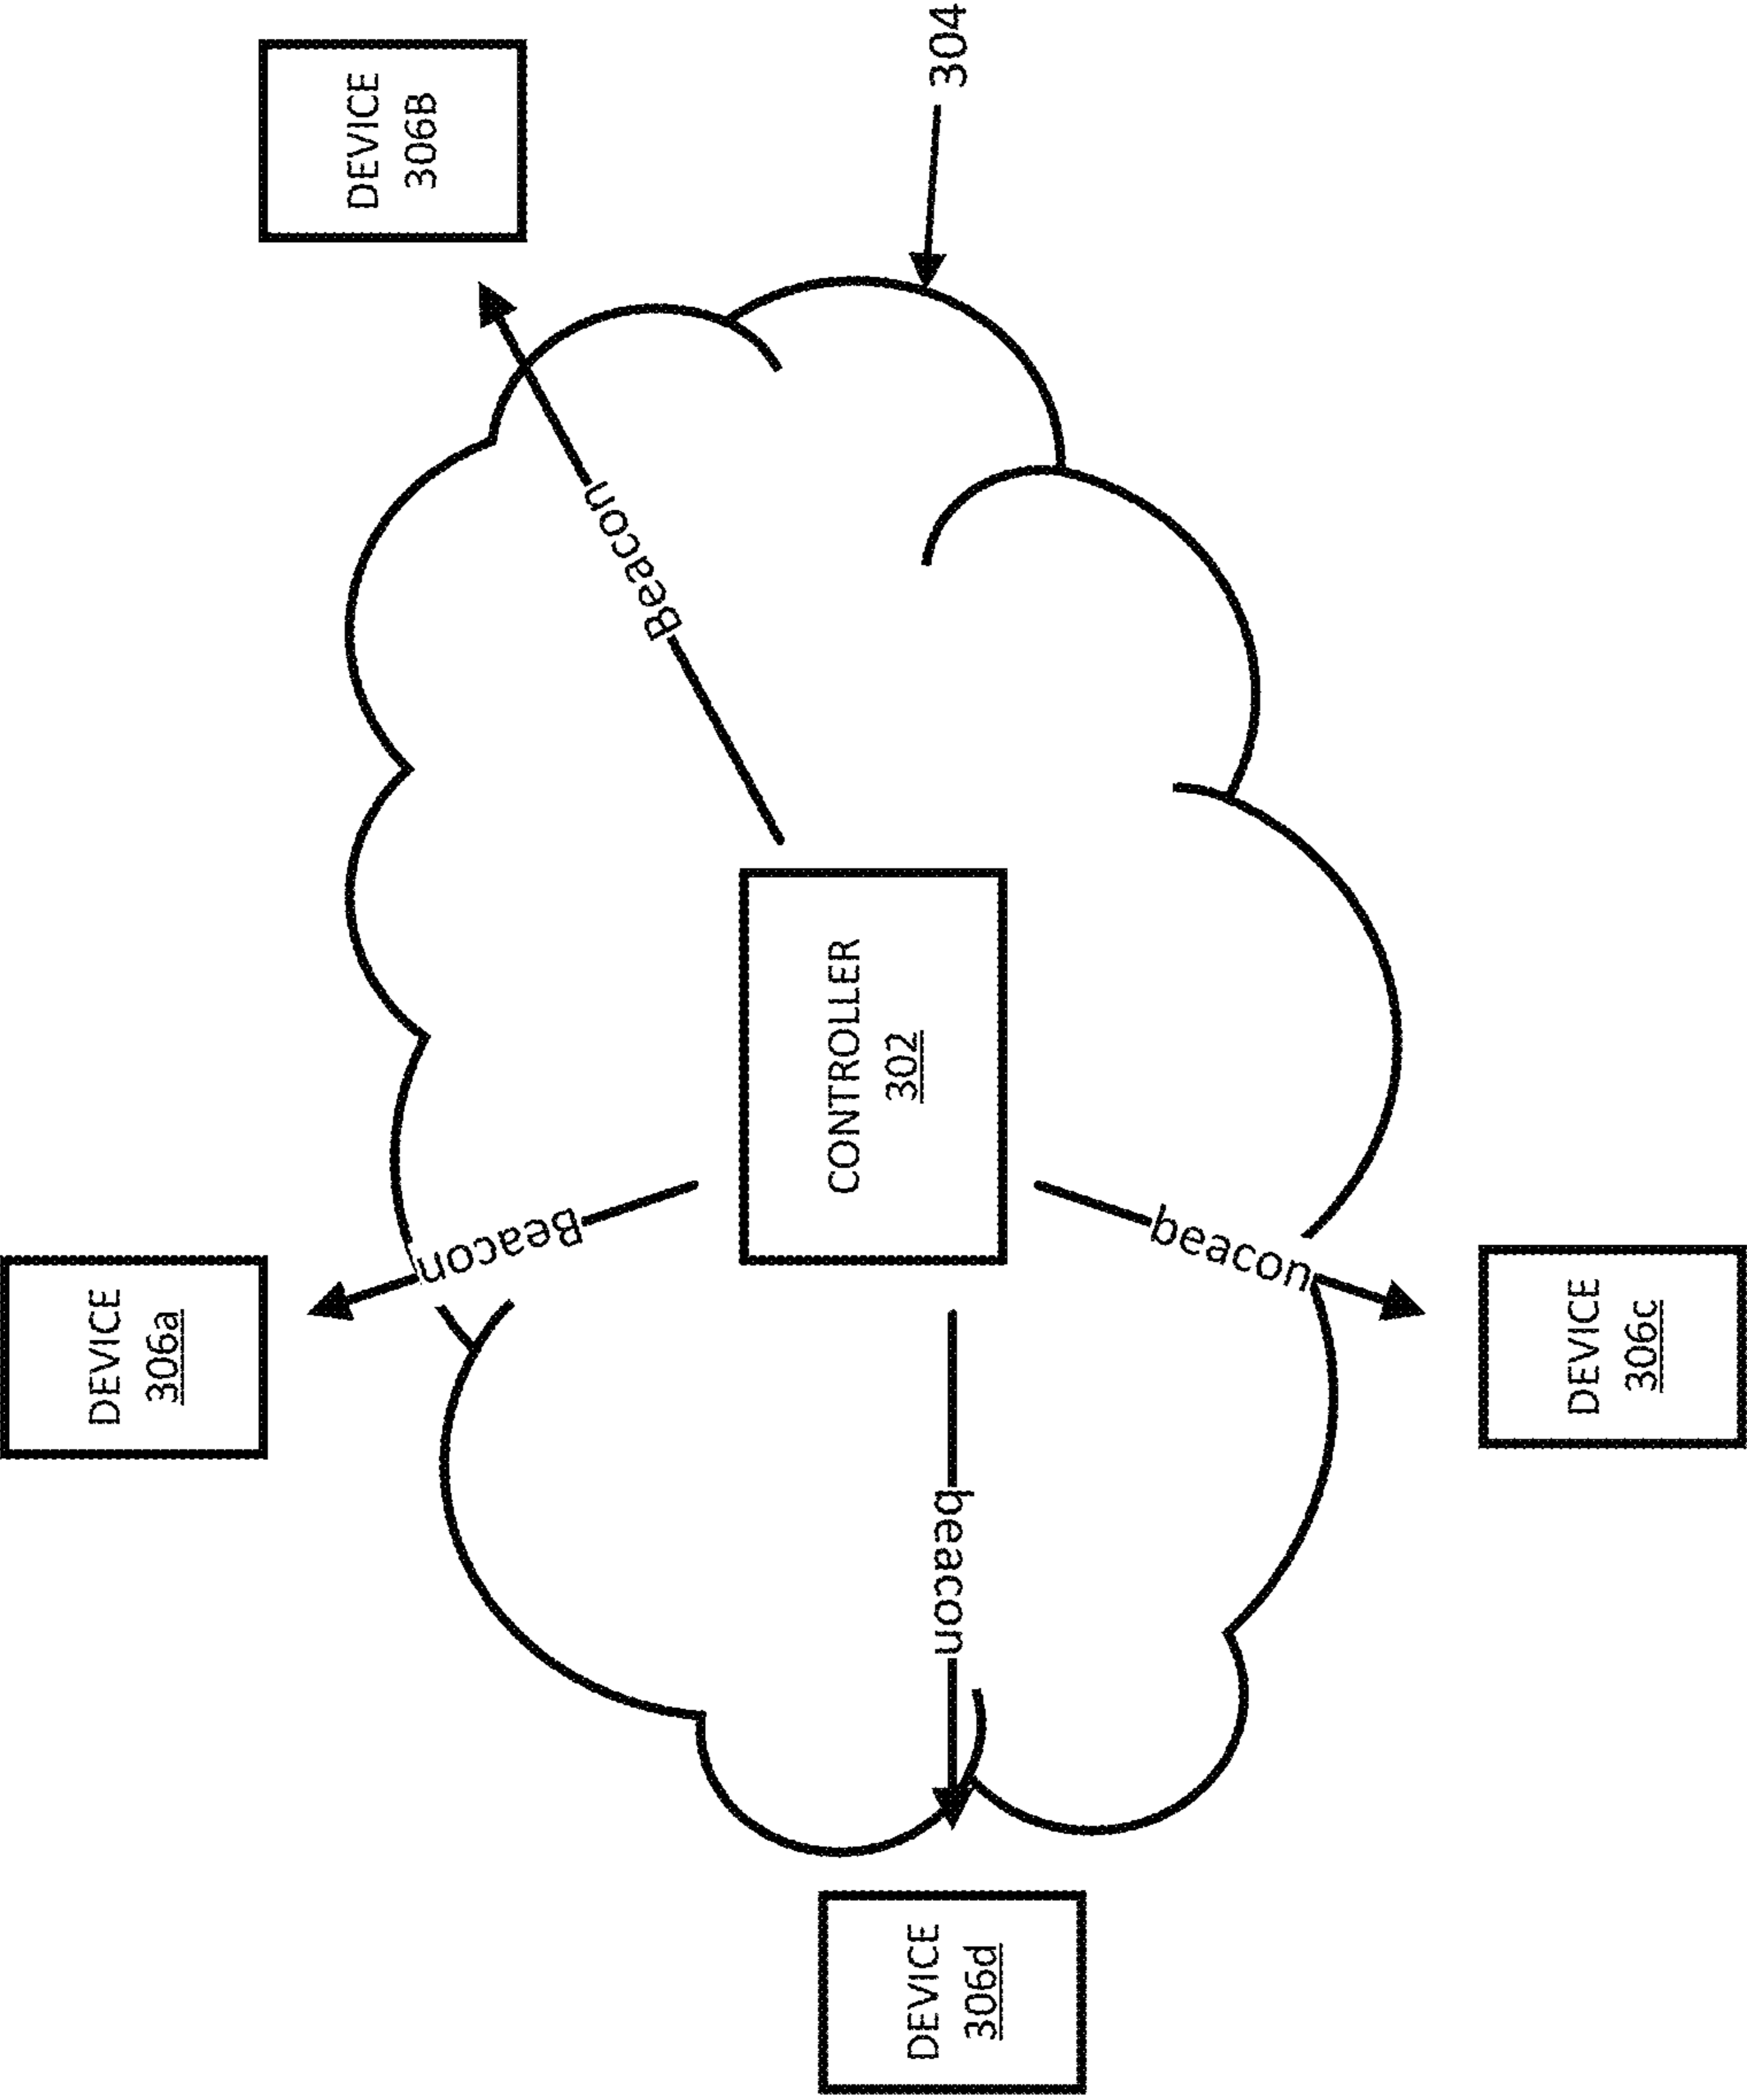 DEVICE
306a
DEVICE
306B
Beacon
Beacon
304
CONTROLLER
302
beacon
beacon
DEVICE
306d
DEVICE
306c